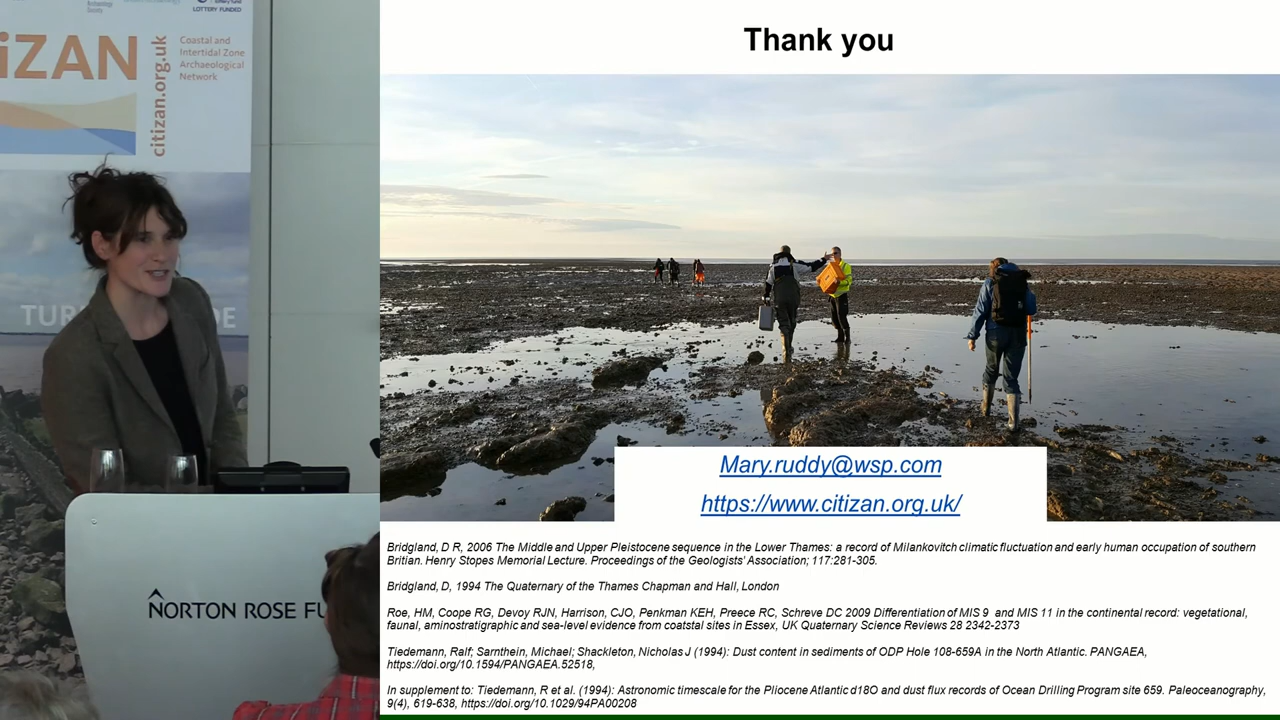 Archaeology
Society
LOTTERY FUNDED
iZAN
citizan.org.uk
Coastal and
Intertidal Zone
Archaeological
Network
TUR
DE
NORTON ROSE FU
Thank you
Mary.ruddy@wsp.com
https://www.citizan.org.uk/
Bridgland, D R, 2006 The Middle and Upper Pleistocene sequence in the Lower Thames: a record of Milankovitch climatic fluctuation and early human occupation of southern
Britian. Henry Stopes Memorial Lecture. Proceedings of the Geologists' Association; 117:281-305.
Bridgland, D, 1994 The Quaternary of the Thames Chapman and Hall, London
Roe, HM, Coope RG, Devoy RJN, Harrison, CJO, Penkman KEH, Preece RC, Schreve DC 2009 Differentiation of MIS 9 and MIS 11 in the continental record: vegetational,
faunal, aminostratigraphic and sea-level evidence from coatstal sites in Essex, UK Quaternary Science Reviews 28 2342-2373
Tiedemann, Ralf; Sarnthein, Michael; Shackleton, Nicholas J (1994): Dust content in sediments of ODP Hole 108-659A in the North Atlantic. PANGAEA,
https://doi.org/10.1594/PANGAEA.52518,
In supplement to: Tiedemann, R et al. (1994): Astronomic timescale for the Pliocene Atlantic d18O and dust flux records of Ocean Drilling Program site 659. Paleoceanography,
9(4), 619-638, https://doi.org/10.1029/94PA00208